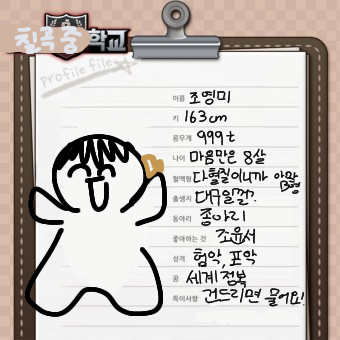 칠곡중학교
profile file
이름 조영미
키 163cm
몸무게 999t
나이 마음만은 8살
혈액형 다혈질이니까 아마 B형
출생지 대구일껄?
동아리 종아리
좋아하는 것 조윤서
성격 험악, 포악
꿈 세계정복
특이사항 건드리면 물어요!